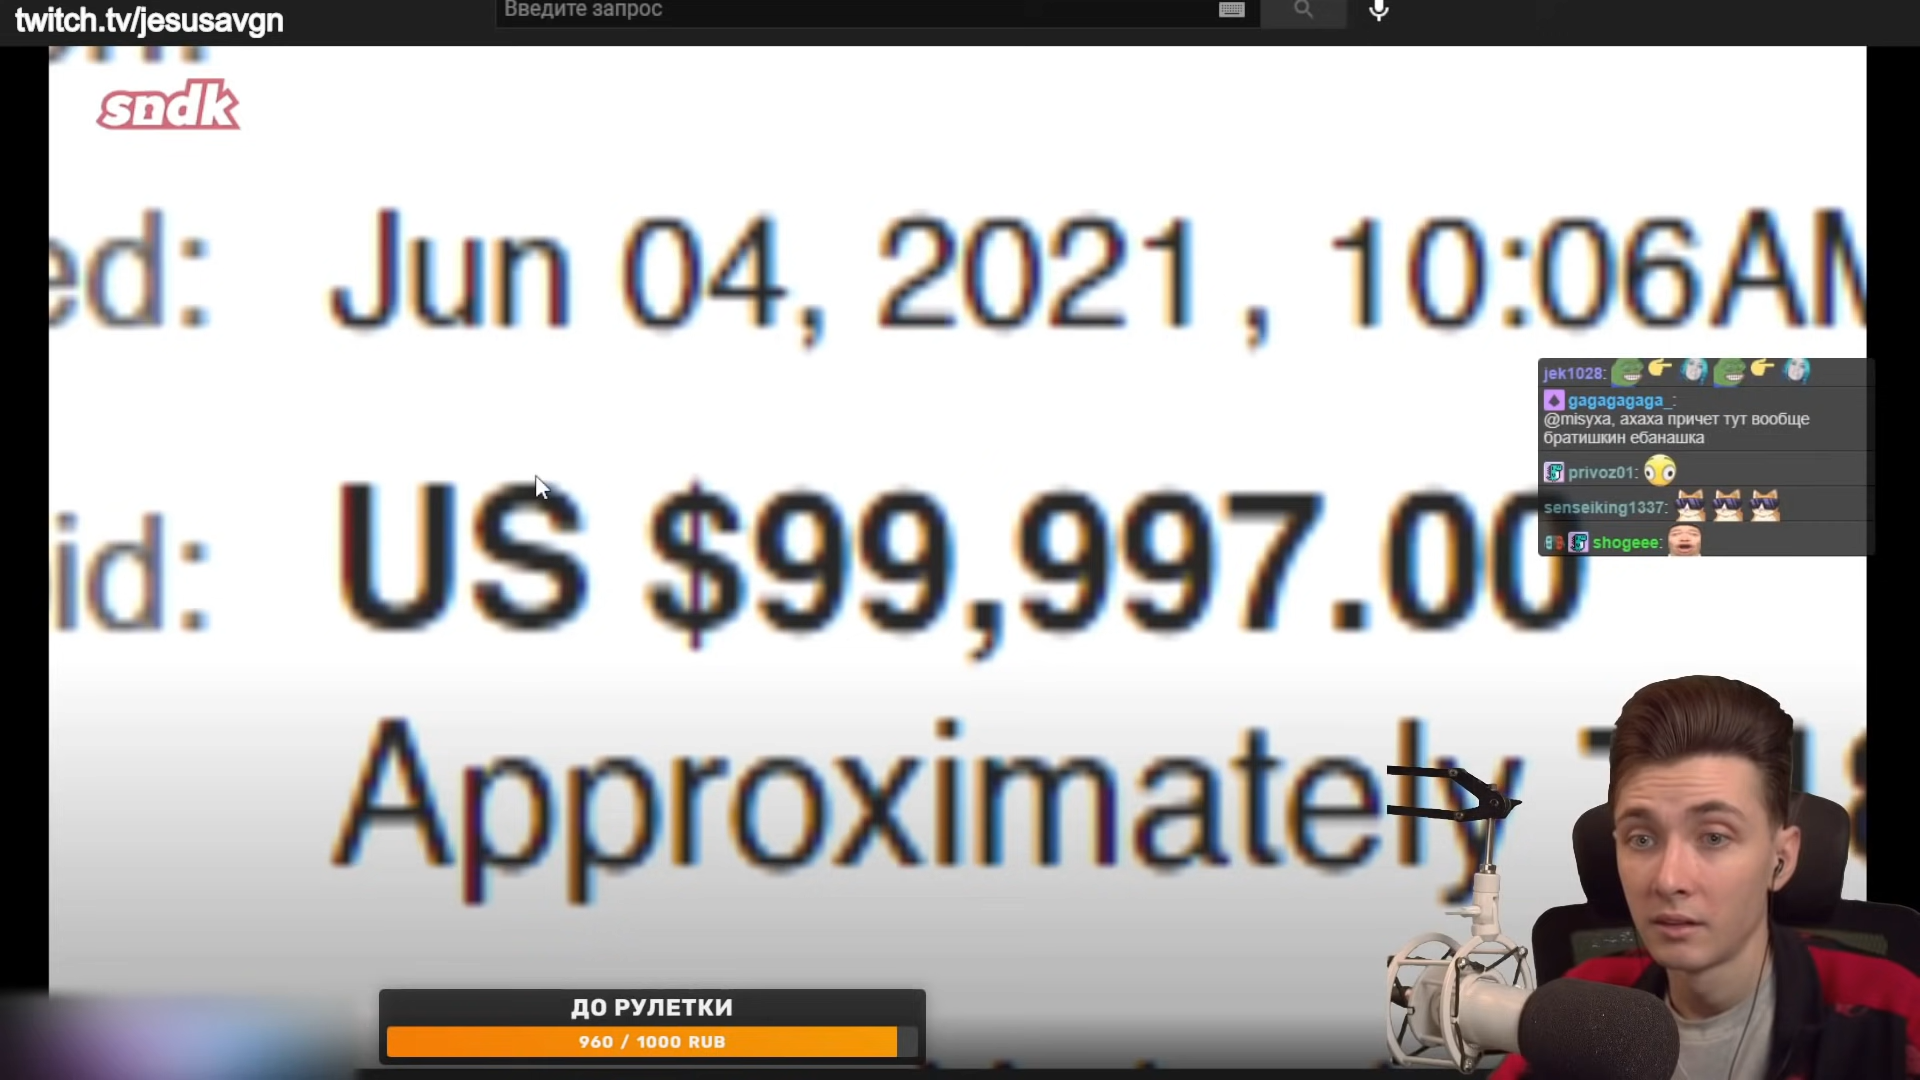 twitch.tv/jesusavgn
Введите запрос
sndk
ed: Jun 04, 2021 , 10:06AM
id: US $99,997.00
Approximately
jek1028:
gagagagaga_:
@misyxa, ахаха причет тут вообще
братишкин ебанашка
privoz01:
senseiking1337:
shogeee:
ДО РУЛЕТКИ
960 / 1000 RUB